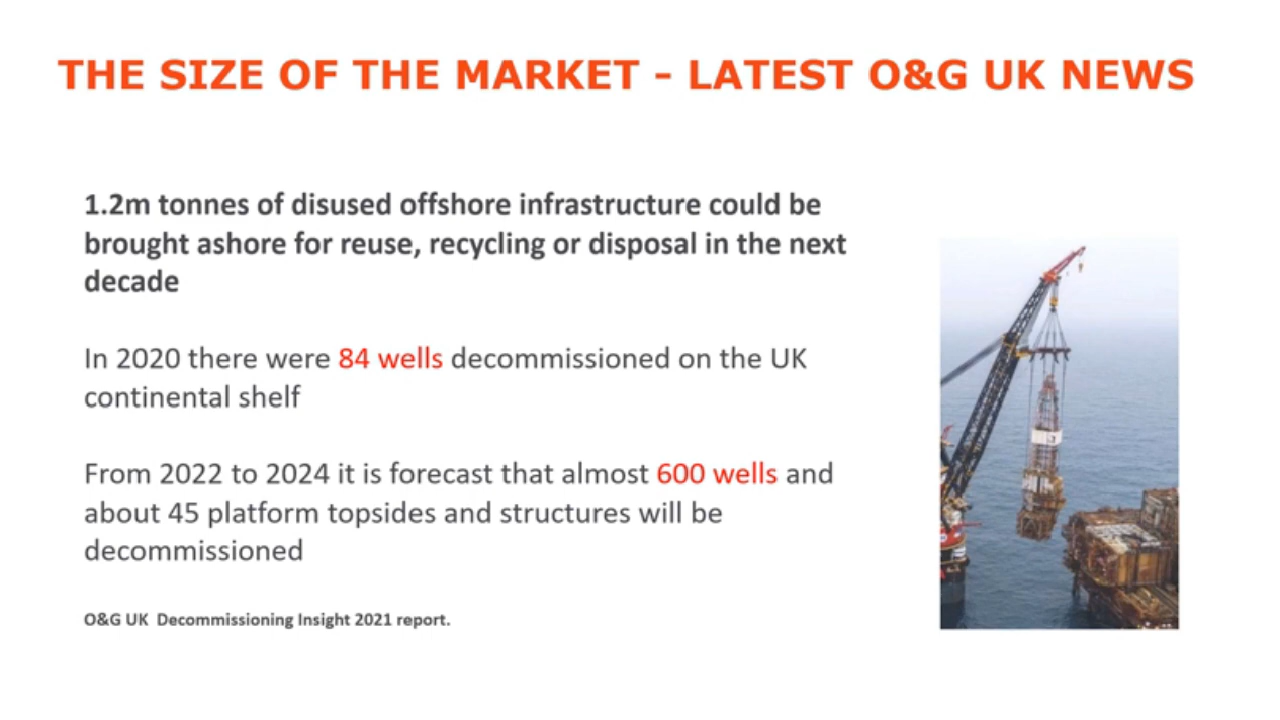 THE SIZE OF THE MARKET - LATEST O&G UK NEWS
1.2m tonnes of disused offshore infrastructure could be
brought ashore for reuse, recycling or disposal in the next
decade
In 2020 there were 84 wells decommissioned on the UK
continental shelf
From 2022 to 2024 it is forecast that almost 600 wells and
about 45 platform topsides and structures will be
decommissioned
O&G UK  Decommissioning Insight 2021 report.